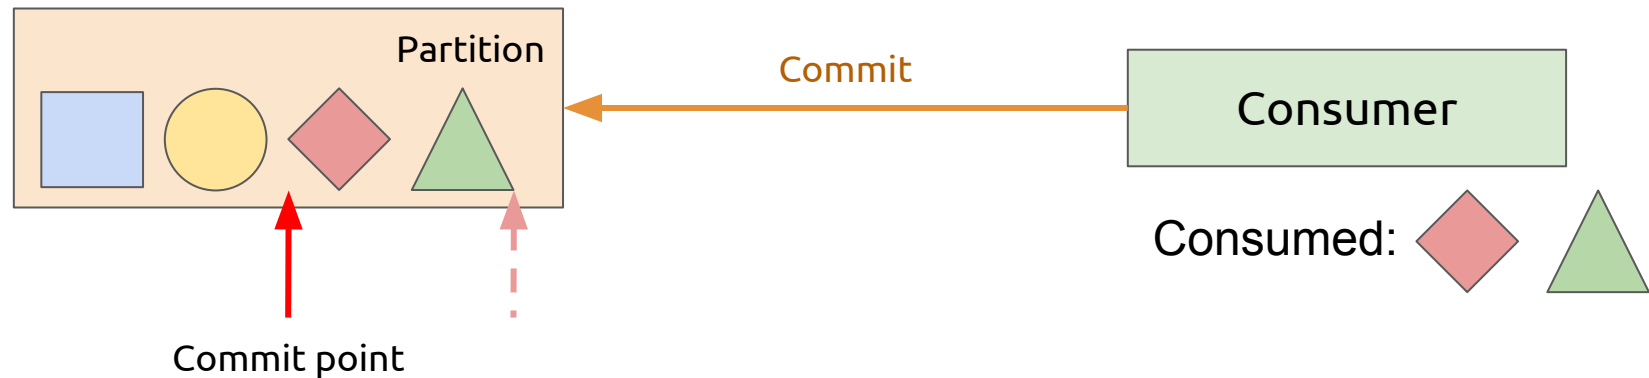 Partition
Commit
Consumer
Consumed:
Commit point